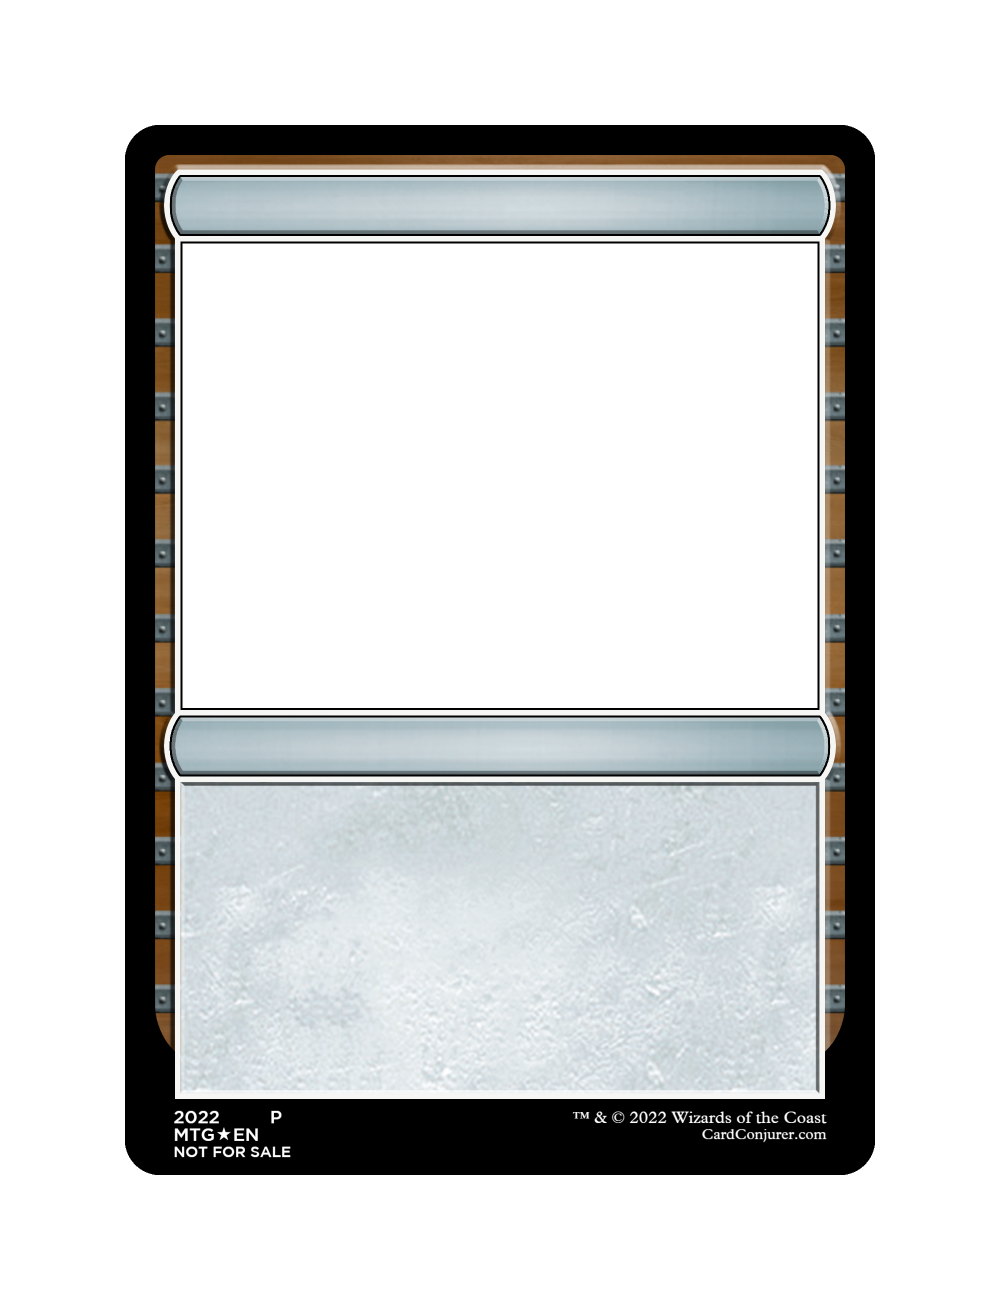 2022 P
MTG★EN
NOT FOR SALE
™ & © 2022 Wizards of the Coast
CardConjurer.com